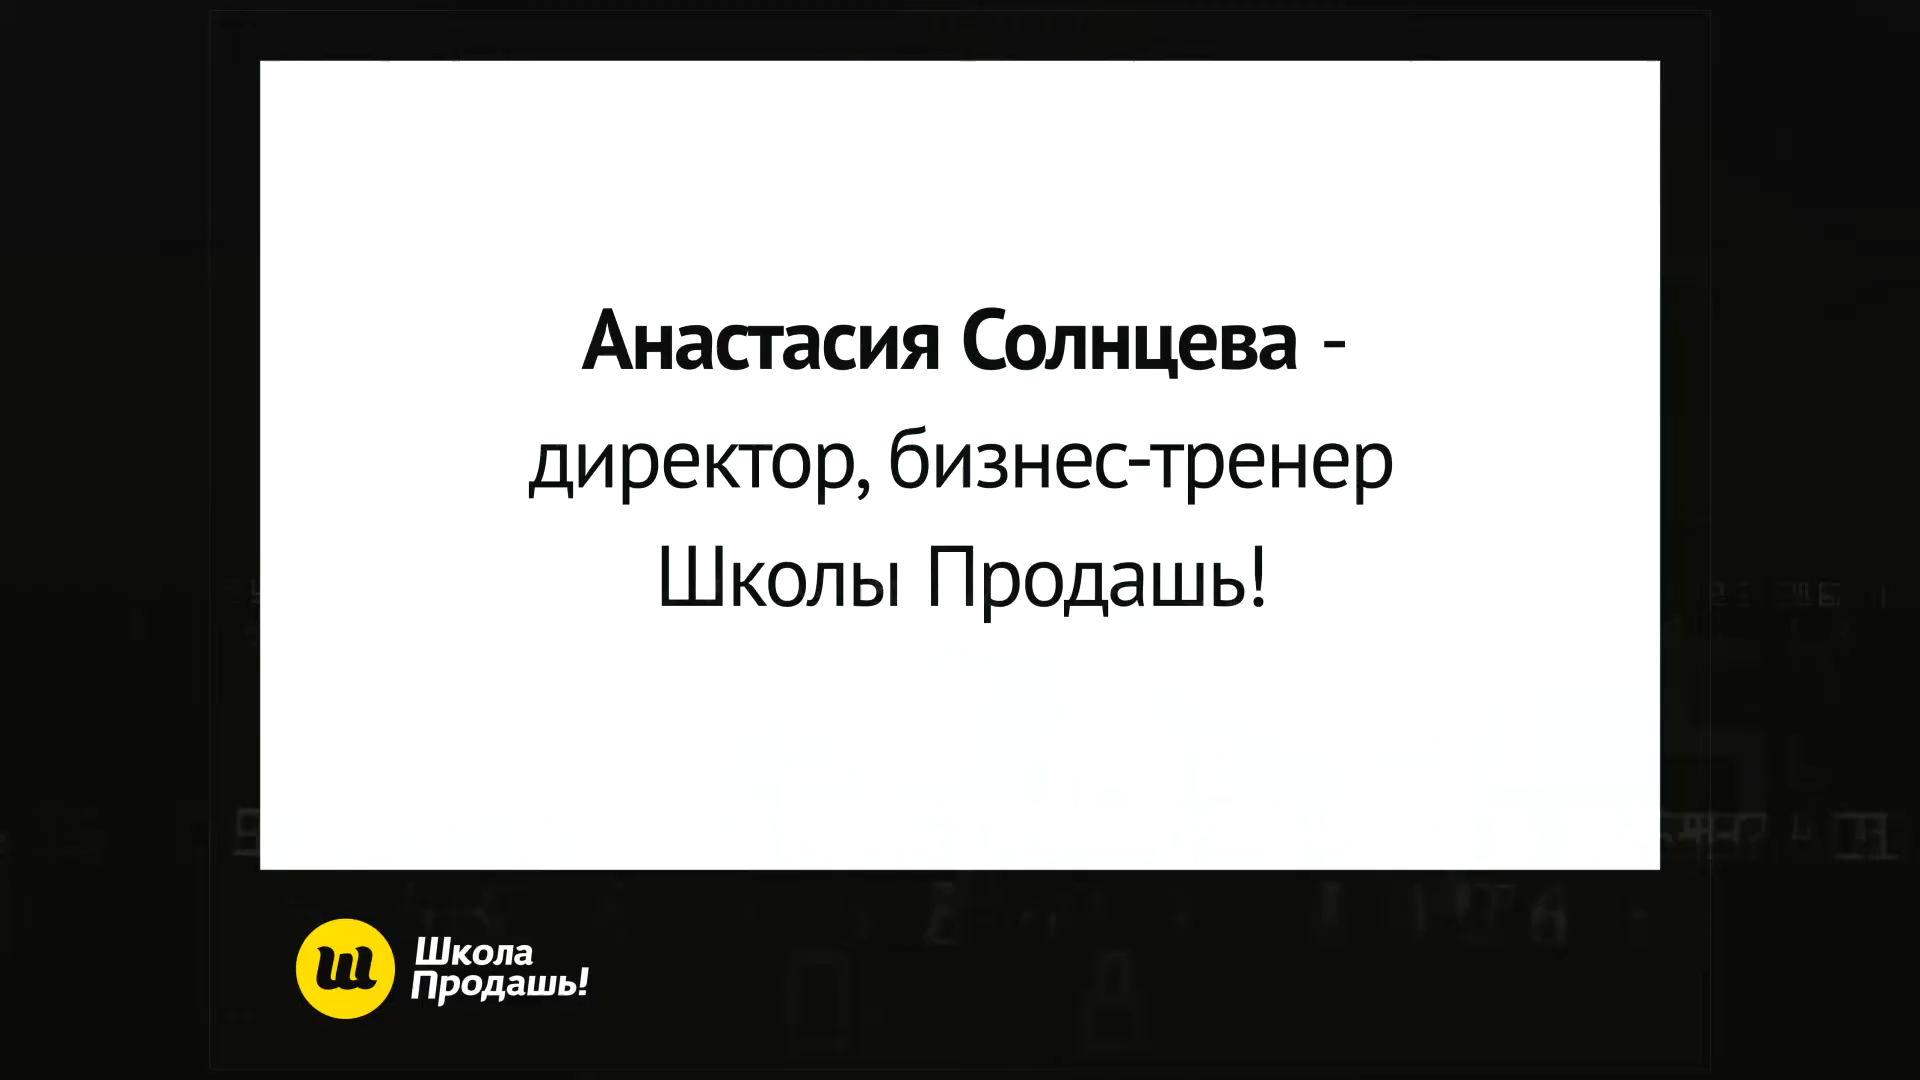 Анастасия Солнцева -
директор, бизнес-тренер
Школы Продашь!
ш
Школа
Продашь!